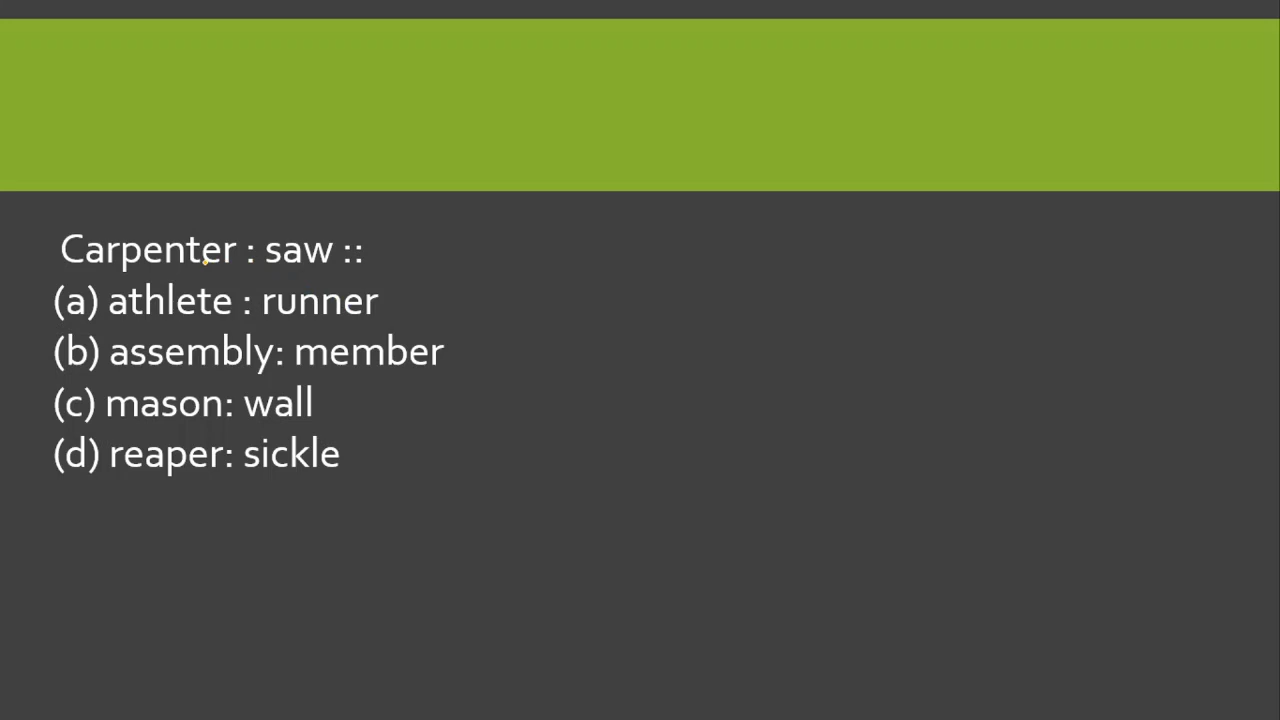 Carpenter : saw ::
(a) athlete : runner
(b) assembly: member
(c) mason: wall
(d) reaper: sickle